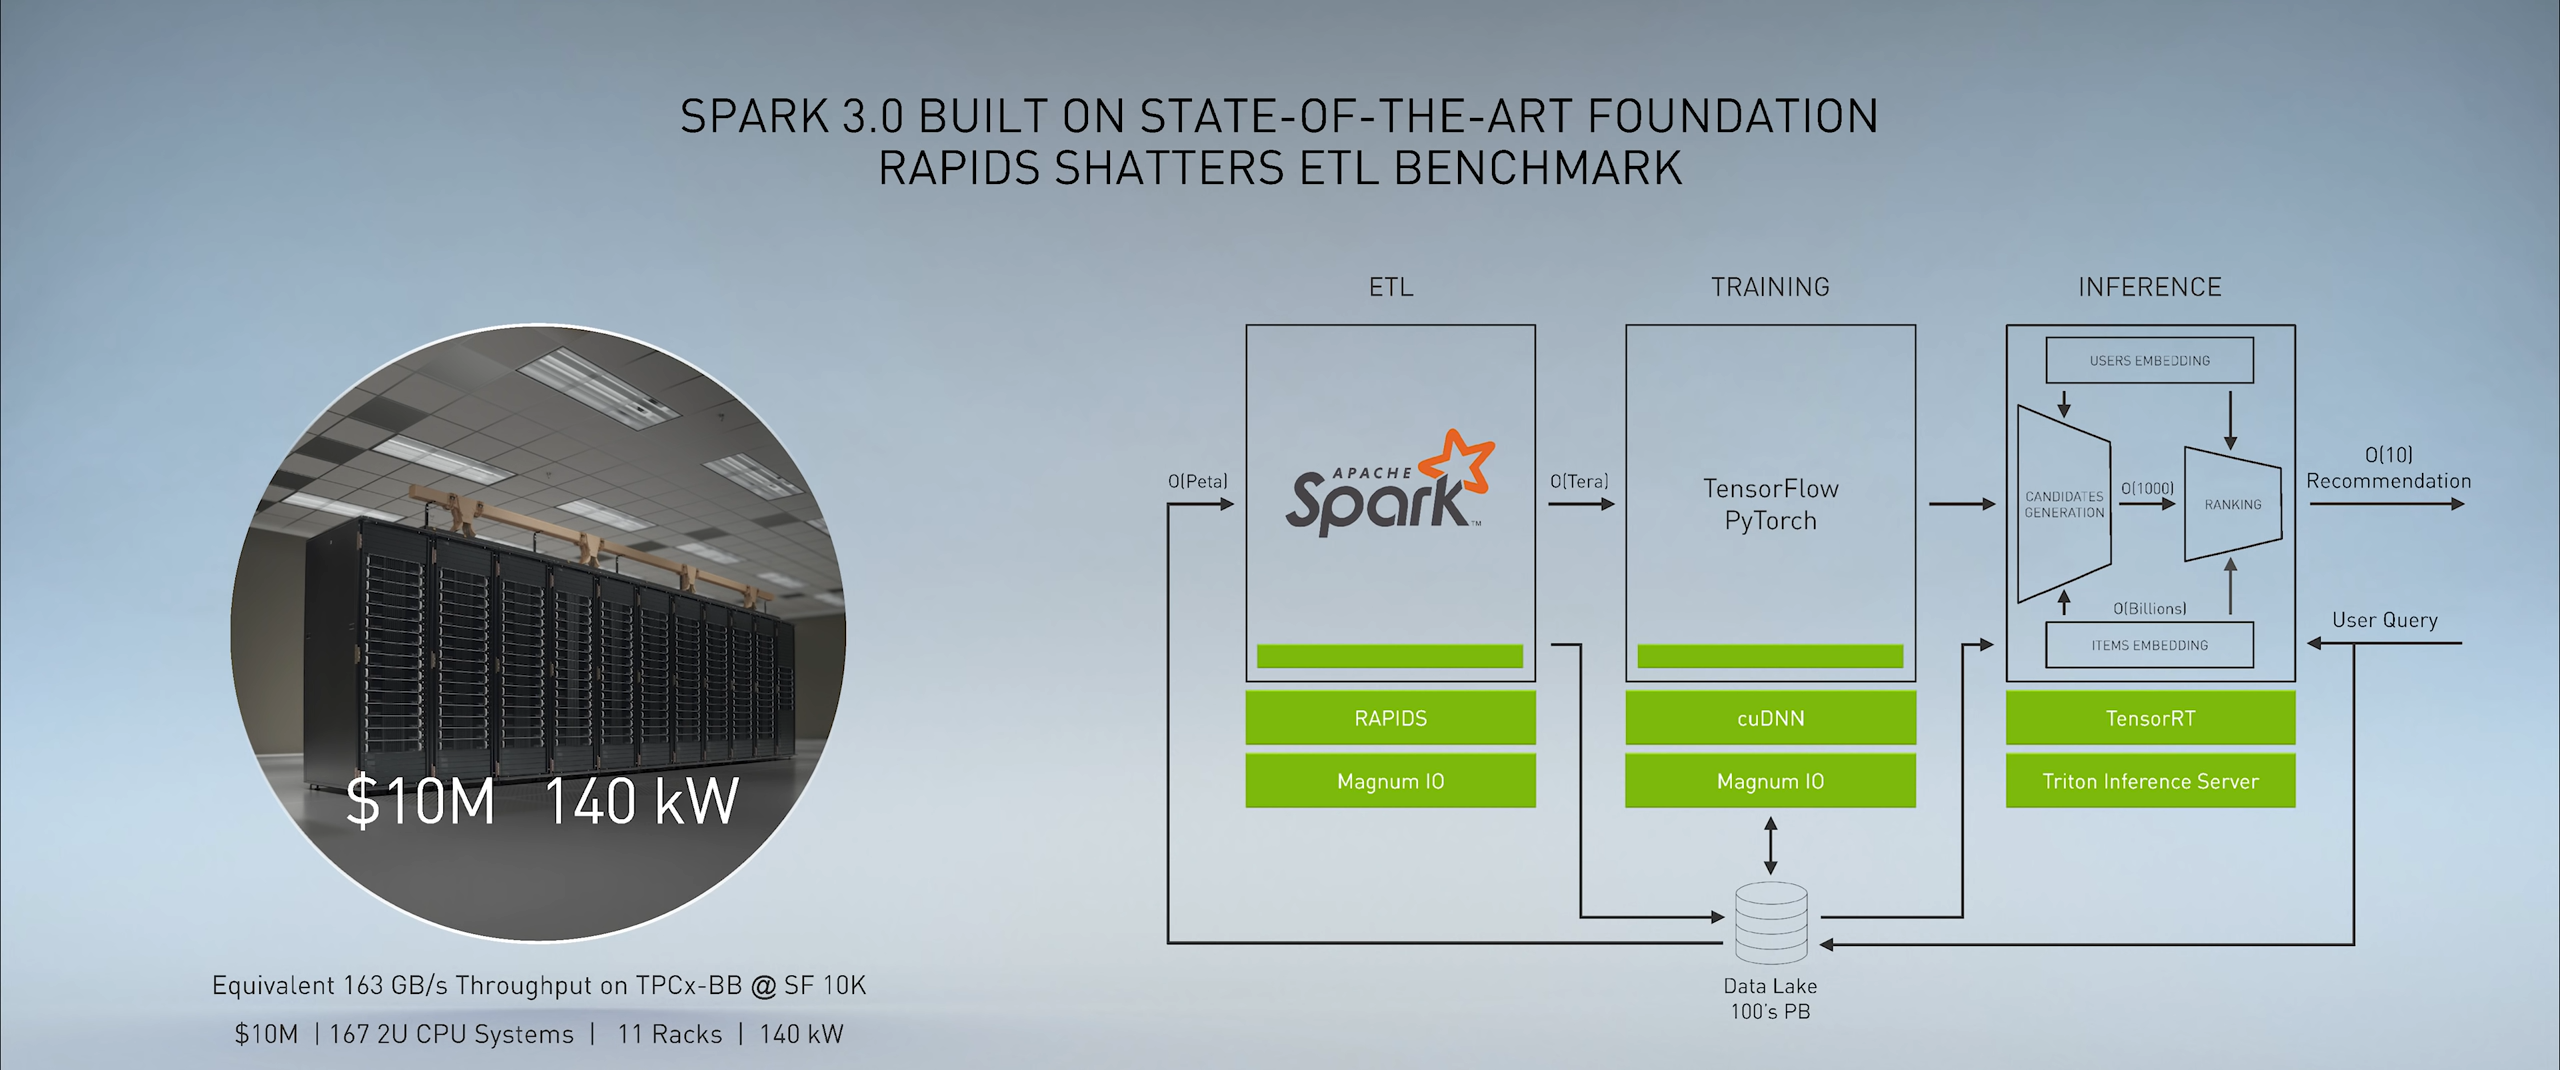 SPARK 3.0 BUILT ON STATE-OF-THE-ART FOUNDATION
RAPIDS SHATTERS ETL BENCHMARK
$10M 140 kW
Equivalent 163 GB/s Throughput on TPCx-BB @ SF 10K
$10M | 167 2U CPU Systems | 11 Racks | 140 kW
ETL
TRAINING
INFERENCE
O(Peta)
APACHE
Spark™
O(Tera)
TensorFlow
PyTorch
USERS EMBEDDING
CANDIDATES
GENERATION
O(1000)
RANKING
O(Billions)
ITEMS EMBEDDING
O(10)
Recommendation
User Query
RAPIDS
Magnum IO
cuDNN
Magnum IO
TensorRT
Triton Inference Server
Data Lake
100's PB